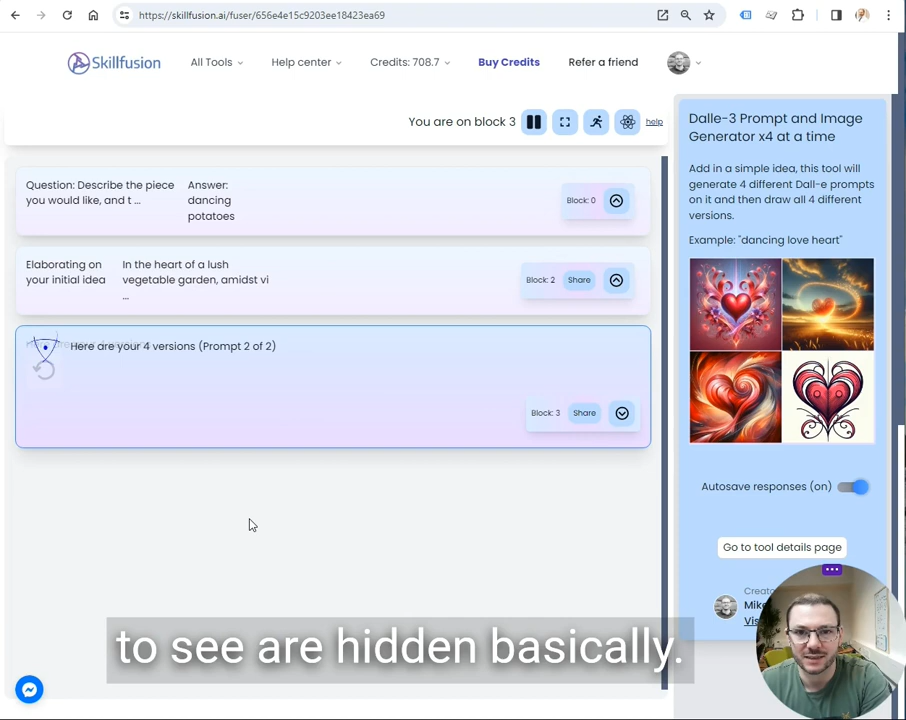 https://skillfusion.ai/fuser/656e4e15c9203ee18423ea69
Skillfusion
All Tools
Help center
Credits: 708.7
Buy Credits
Refer a friend
You are on block 3
help
Question: Describe the piece
you would like, and t ...
Answer:
dancing
potatoes
Block: 0
Elaborating on
your initial idea
In the heart of a lush
vegetable garden, amidst vi
...
Block: 2
Share
Here are your 4 versions (Prompt 2 of 2)
Block: 3
Share
Dalle-3 Prompt and Image
Generator x4 at a time
Add in a simple idea, this tool will
generate 4 different Dall-e prompts
on it and then draw all 4 different
versions.
Example: "dancing love heart"
Autosave responses (on)
Go to tool details page
to see are hidden basically.